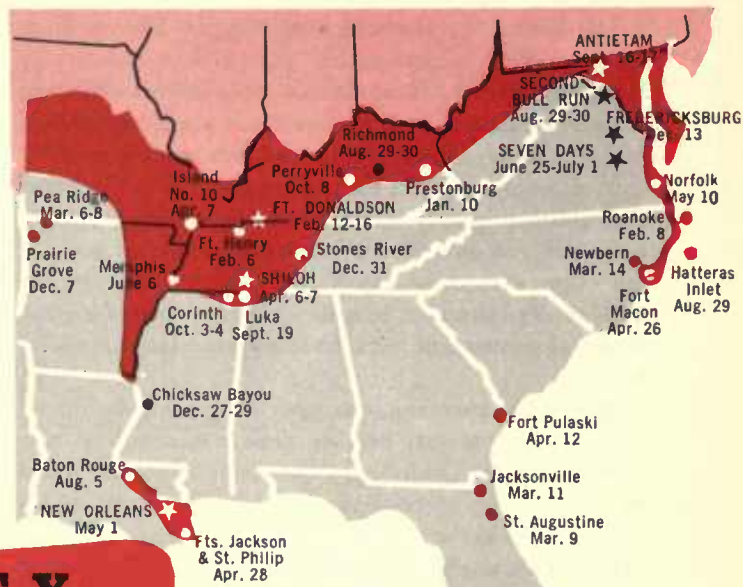 ANTIETAM
Sept. 16-17
SECOND
BULL RUN
Aug. 29-30
FREDERICKSBURG
Dec. 13
SEVEN DAYS
June 25-July 1
Richmond
Aug. 29-30
Perryville
Oct. 8
Prestonburg
Jan. 10
Island
No. 10
Apr. 7
Pea Ridge
Mar. 6-8
Prairie
Grove
Dec. 7
FT. DONALDSON
Feb. 12-16
Ft. Henry
Feb. 6
Stones River
Dec. 31
Memphis
June 6
SHILOH
Apr. 6-7
Corinth
Oct. 3-4
Luka
Sept. 19
Norfolk
May 10
Roanoke
Feb. 8
Newbern
Mar. 14
Hatteras
Inlet
Aug. 29
Fort
Macon
Apr. 26
Chicksaw Bayou
Dec. 27-29
Fort Pulaski
Apr. 12
Baton Rouge
Aug. 5
Jacksonville
Mar. 11
NEW ORLEANS
May 1
St. Augustine
Mar. 9
Fts. Jackson
& St. Philip
Apr. 28